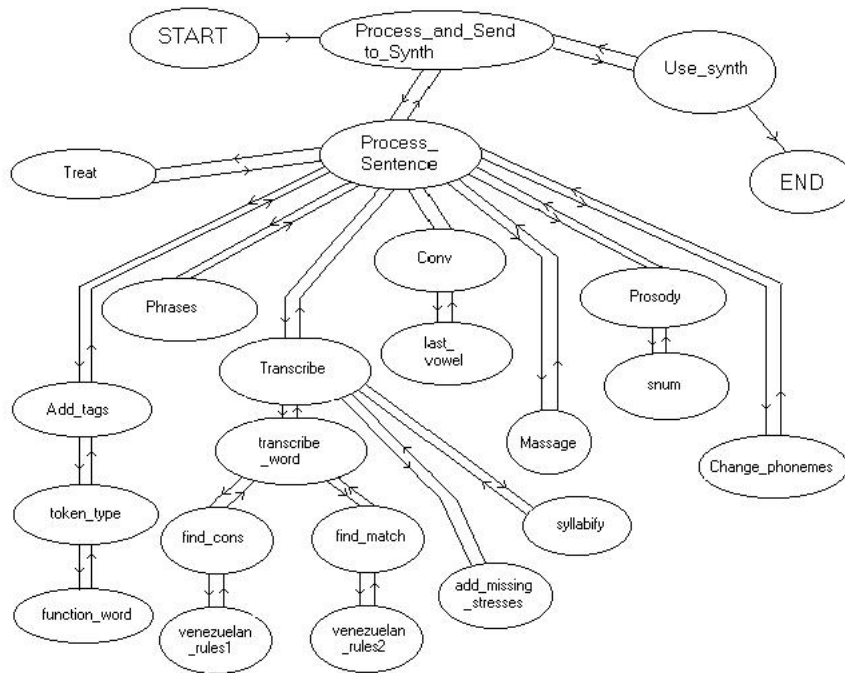 START
Process_and_Send
to_Synth
Use_synth
END
Process_
Sentence
Treat
Phrases
Conv
Prosody
last_
vowel
snum
Transcribe
Add_tags
transcribe
_word
Massage
Change_phonemes
token_type
find_cons
find_match
syllabify
add_missing
_stresses
function_word
venezuelan
_rules1
venezuelan
_rules2